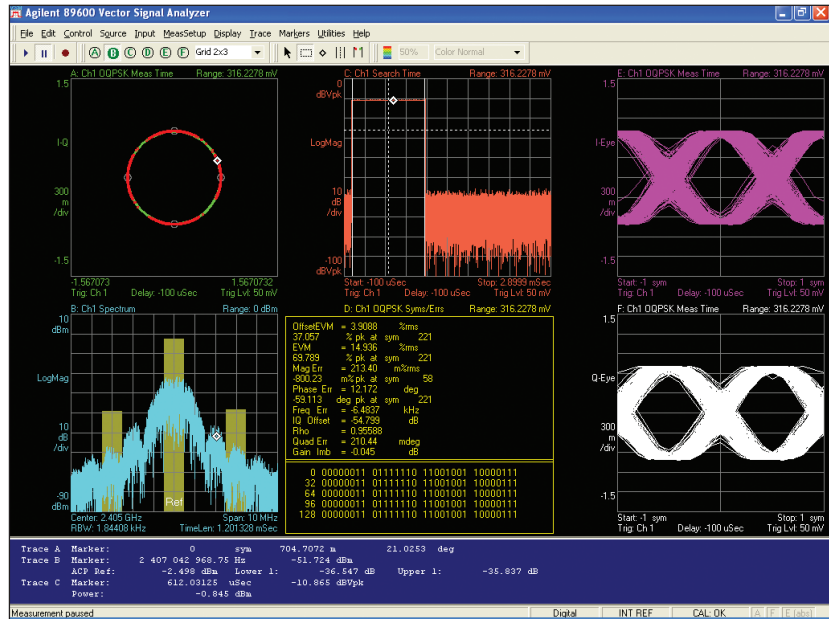 Agilent 89600 Vector Signal Analyzer
File Edit Control Source Input MeasSetup Display Trace Markers Utilities Help
A B C D E F Grid 2x3 50% Color Normal
A: Ch1 OQPSK Meas Time Range: 316.2278 mV
1.5
I-Q
300
m
/div
-1.5
-1.567073 1.5670732
Trig: Ch 1 Delay: -100 uSec Trig Lvl: 50 mV
C: Ch1 Search Time Range: 316.2278 mV
0
dBVpk
LogMag
10
dB
/div
-100
dBVpk
Start: -100 uSec Stop: 2.8999 mSec
Trig: Ch 1 Delay: -100 uSec Trig Lvl: 50 mV
E: Ch1 OQPSK Meas Time Range: 316.2278 mV
1.5
I-Eye
300
m
/div
-1.5
Start: -1 sym Stop: 1 sym
Trig: Ch 1 Delay: -100 uSec Trig Lvl: 50 mV
B: Ch1 Spectrum Range: 0 dBm
10
dBm
LogMag
10
dB
/div
-90
dBm
Ref
Center: 2.405 GHz Span: 10 MHz
RBW: 1.84408 kHz TimeLen: 1.201328 mSec
D: Ch1 OQPSK Syms/Errs Range: 316.2278 mV
OffsetEVM = 3.9088 %rms
37.057 % pk at sym 221
EVM = 14.936 %rms
69.789 % pk at sym 221
Mag Err = 213.40 m%rms
-800.23 m% pk at sym 58
Phase Err = 12.172 deg
-59.113 deg pk at sym 221
Freq Err = -6.4837 kHz
IQ Offset = -54.799 dB
Rho = 0.95588
Quad Err = 210.44 mdeg
Gain Imb = -0.045 dB
0 00000011 01111110 11001001 10000111
32 00000011 01111110 11001001 10000111
64 00000011 01111110 11001001 10000111
96 00000011 01111110 11001001 10000111
128 00000011 01111110 11001001 10000111
F: Ch1 OQPSK Meas Time Range: 316.2278 mV
1.5
Q-Eye
300
m
/div
-1.5
Start: -1 sym Stop: 1 sym
Trig: Ch 1 Delay: -100 uSec Trig Lvl: 50 mV
Trace A Marker: 0 sym 704.7072 m 21.0253 deg
Trace B Marker: 2 407 042 968.75 Hz -51.724 dBm
ACP Ref: -2.498 dBm Lower 1: -36.547 dB Upper 1: -35.837 dB
Trace C Marker: 612.03125 uSec -10.865 dBVpk
Power: -0.845 dBm
Measurement paused Digital INT REF CAL: OK A F E (abs)